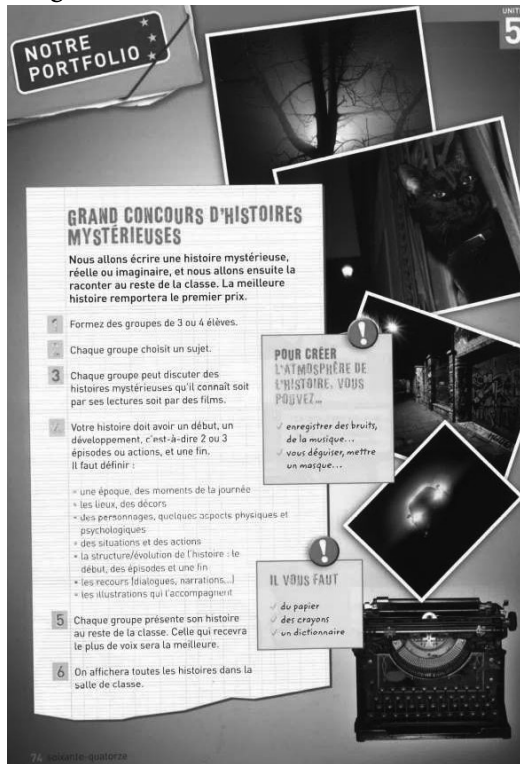 UNITÉ
5
NOTRE
PORTFOLIO
GRAND CONCOURS D'HISTOIRES
MYSTÉRIEUSES
Nous allons écrire une histoire mystérieuse,
réelle ou imaginaire, et nous allons ensuite la
raconter au reste de la classe. La meilleure
histoire remportera le premier prix.
1 Formez des groupes de 3 ou 4 élèves.
2 Chaque groupe choisit un sujet.
3 Chaque groupe peut discuter des
histoires mystérieuses qu'il connaît soit
par ses lectures soit par des films.
4 Votre histoire doit avoir un début, un
développement, c'est-à-dire 2 ou 3
épisodes ou actions, et une fin.
Il faut définir :
» une époque, des moments de la journée
» les lieux, des décors
» des personnages, quelques aspects physiques et
psychologiques
» des situations et des actions
» la structure/évolution de l'histoire : le
début, des épisodes et une fin
» les recours (dialogues, narrations...)
» les illustrations qui l'accompagnent
5 Chaque groupe présente son histoire
au reste de la classe. Celle qui recevra
le plus de voix sera la meilleure.
6 On affichera toutes les histoires dans la
salle de classe.
!
POUR CRÉER
L'ATMOSPHÈRE DE
L'HISTOIRE, VOUS
POUVEZ...
✓ enregistrer des bruits,
de la musique...
✓ vous déguiser, mettre
un masque...
!
IL VOUS FAUT
✓ du papier
✓ des crayons
✓ un dictionnaire
74 soixante-quatorze